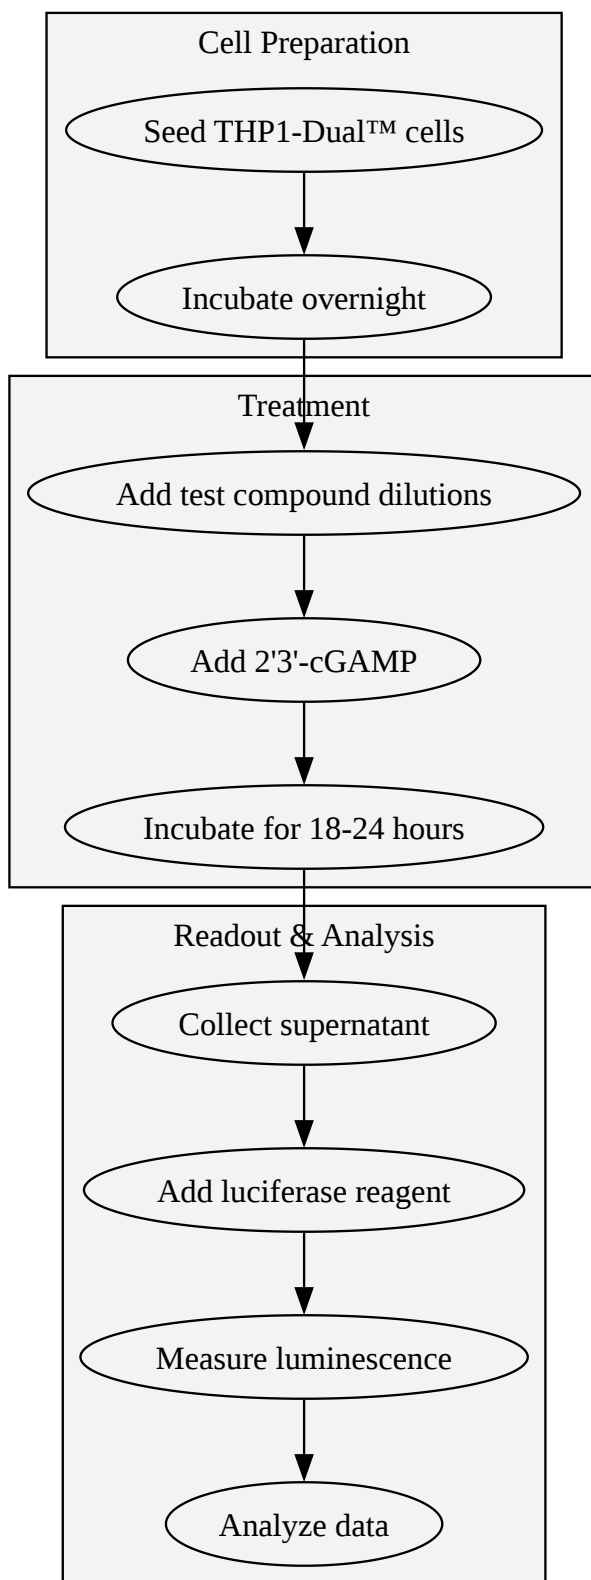 Cell Preparation
Seed THP1-Dual™ cells
Incubate overnight
Treatment
Add test compound dilutions
Add 2'3'-cGAMP
Incubate for 18-24 hours
Readout & Analysis
Collect supernatant
Add luciferase reagent
Measure luminescence
Analyze data